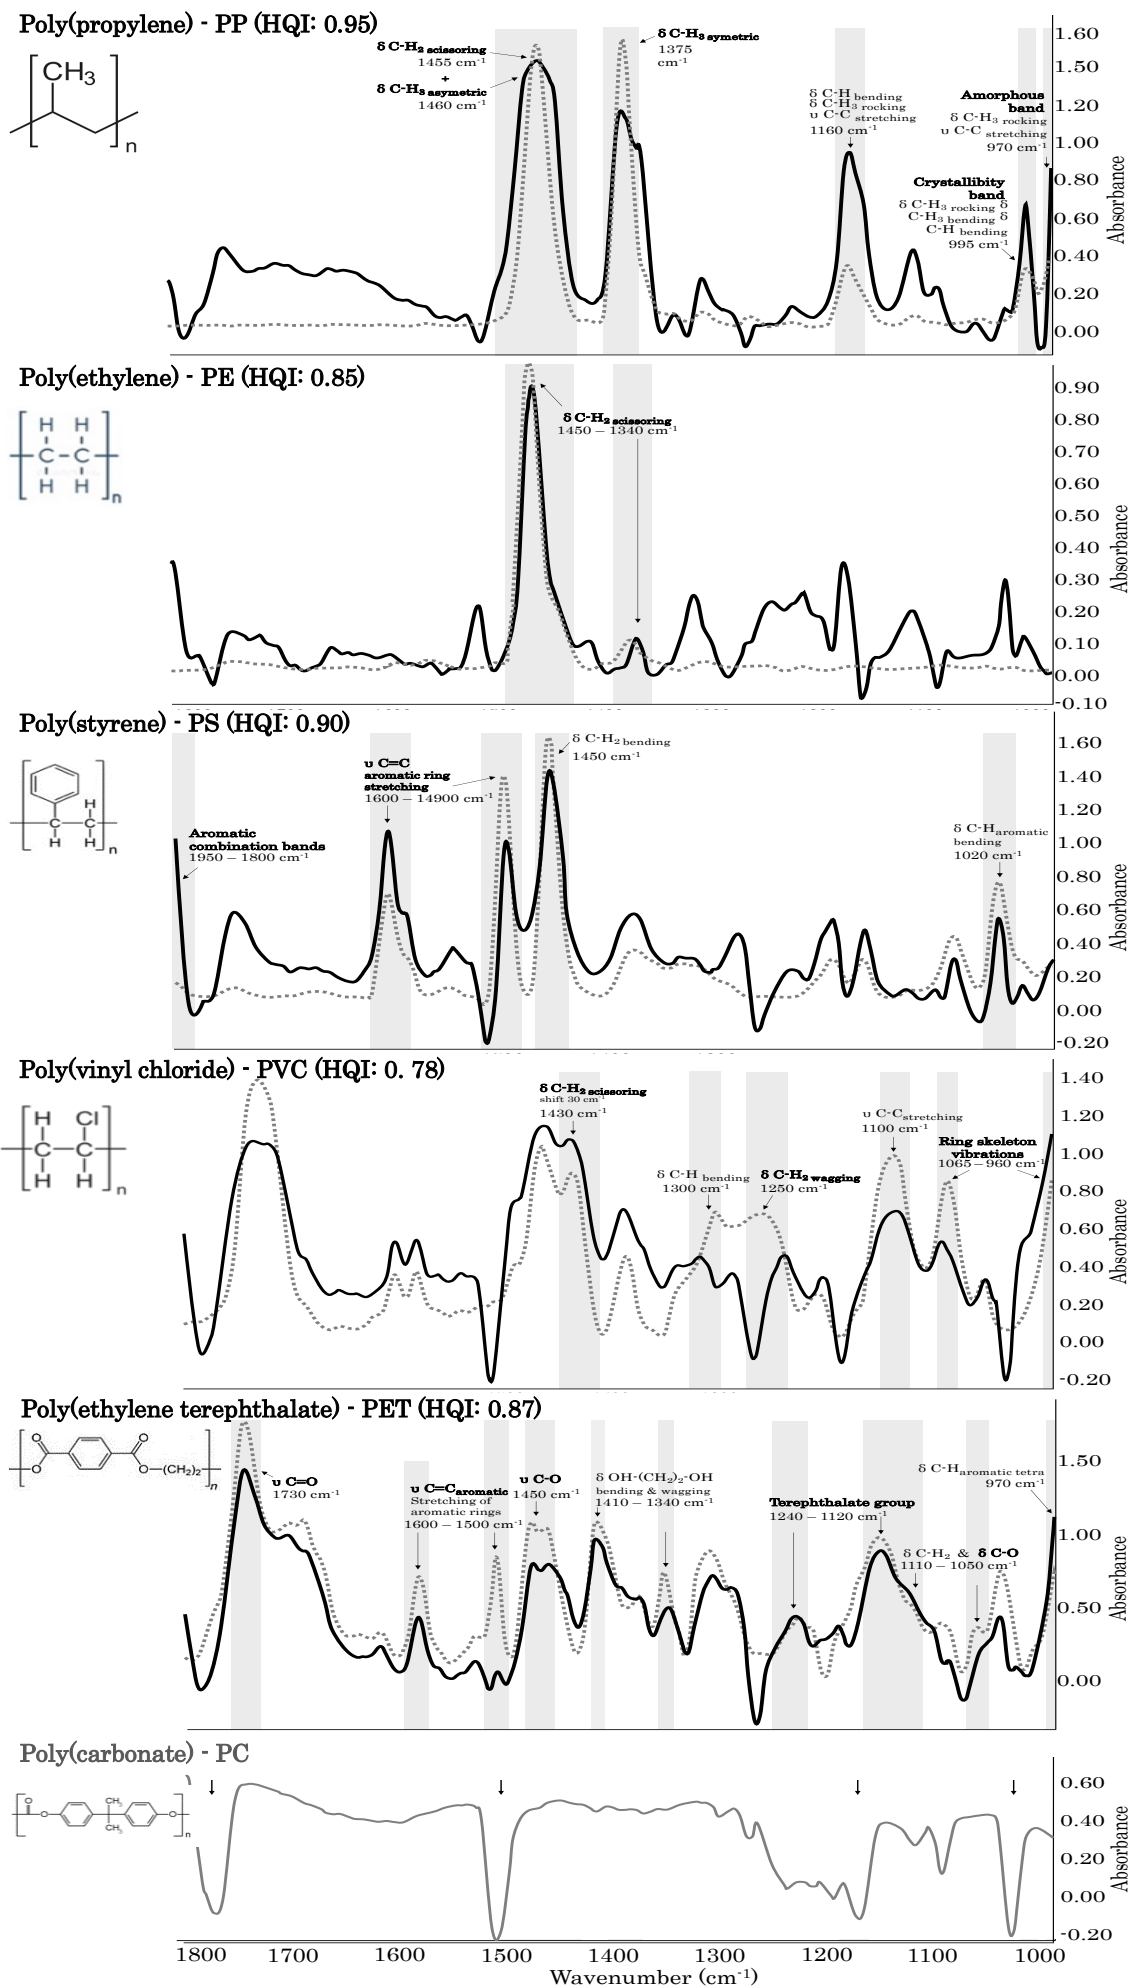 Poly(propylene) - PP (HQI: 0.95)
CH3
n
δ C-H2 scissoring
1455 cm-1
+
δ C-H3 asymetric
1460 cm-1
δ C-H3 symetric
1375
cm-1
δ C-H bending
δ C-H3 rocking
υ C-C stretching
1160 cm-1
Amorphous
band
δ C-H3 rocking
υ C-C stretching
970 cm-1
Crystallibity
band
δ C-H3 rocking δ
C-H3 bending δ
C-H bending
995 cm-1
1.60
1.50
1.20
1.00
0.80
0.60
0.40
0.20
0.00
Absorbance
Poly(ethylene) - PE (HQI: 0.85)
H H
C - C
H H
n
δ C-H2 scissoring
1450 – 1340 cm-1
0.90
0.80
0.70
0.60
0.50
0.40
0.30
0.20
0.10
0.00
-0.10
Absorbance
Poly(styrene) - PS (HQI: 0.90)
H
C C
H H
n
Aromatic
combination bands
1950 – 1800 cm-1
υ C=C
aromatic ring
stretching
1600 – 14900 cm-1
δ C-H2 bending
1450 cm-1
δ C-Haromatic
bending
1020 cm-1
1.60
1.40
1.20
1.00
0.80
0.60
0.40
0.20
0.00
-0.20
Absorbance
Poly(vinyl chloride) - PVC (HQI: 0. 78)
H Cl
C C
H H
n
δ C-H2 scissoring
shift 30 cm-1
1430 cm-1
δ C-H bending
1300 cm-1
δ C-H2 wagging
1250 cm-1
υ C-Cstretching
1100 cm-1
Ring skeleton
vibrations
1065 – 960 cm-1
1.40
1.20
1.00
0.80
0.60
0.40
0.20
0.00
-0.20
Absorbance
Poly(ethylene terephthalate) - PET (HQI: 0.87)
O O
O O-(CH2)2
n
υ C=O
1730 cm-1
υ C=Caromatic
Stretching of
aromatic rings
1600 – 1500 cm-1
υ C-O
1450 cm-1
δ OH-(CH2)2-OH
bending & wagging
1410 – 1340 cm-1
Terephthalate group
1240 – 1120 cm-1
δ C-Haromatic tetra
970 cm-1
δ C-H2 & δ C-O
1110 – 1050 cm-1
1.50
1.00
0.50
0.00
Absorbance
Poly(carbonate) - PC
O CH3
O O
CH3
n
0.60
0.40
0.20
0.00
-0.20
Absorbance
1800 1700 1600 1500 1400 1300 1200 1100 1000
Wavenumber (cm-1)